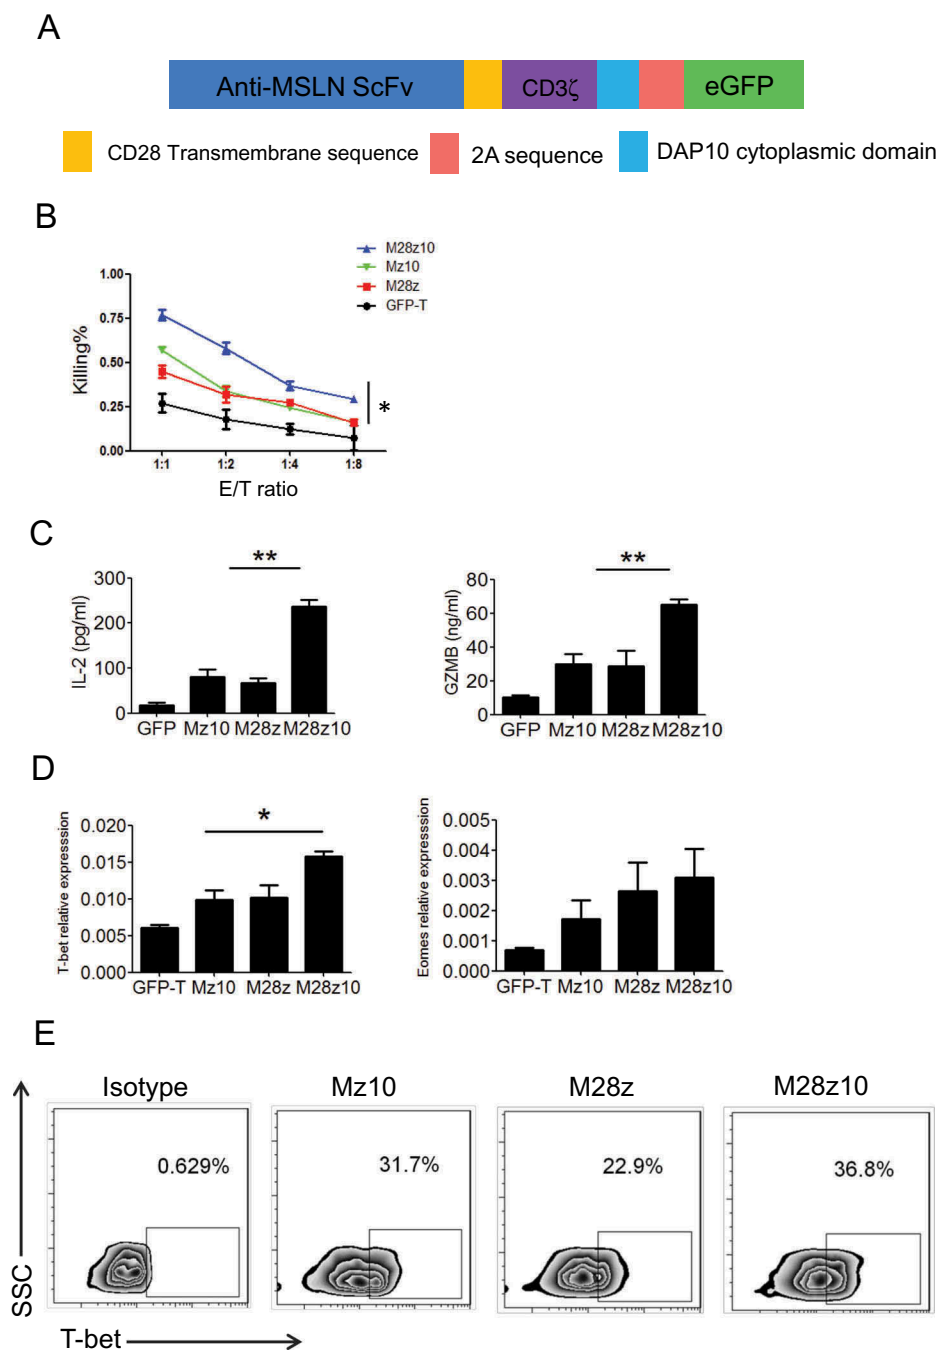 A
Anti-MSLN ScFv CD3ζ eGFP
CD28 Transmembrane sequence 2A sequence DAP10 cytoplasmic domain
B
M28z10
Mz10
M28z
GFP-T
Killing%
1.00
0.75
0.50
0.25
0.00
*
1:1 1:2 1:4 1:8
E/T ratio
C
**
IL-2 (pg/ml)
300
200
100
0
GFP Mz10 M28z M28z10
**
GZMB (ng/ml)
80
60
40
20
0
GFP Mz10 M28z M28z10
D
*
T-bet relative expresssion
0.020
0.015
0.010
0.005
0.000
GFP-T Mz10 M28z M28z10
Eomes relative expresssion
0.005
0.004
0.003
0.002
0.001
0.000
GFP-T Mz10 M28z M28z10
E
Isotype Mz10 M28z M28z10
0.629% 31.7% 22.9% 36.8%
SSC
T-bet